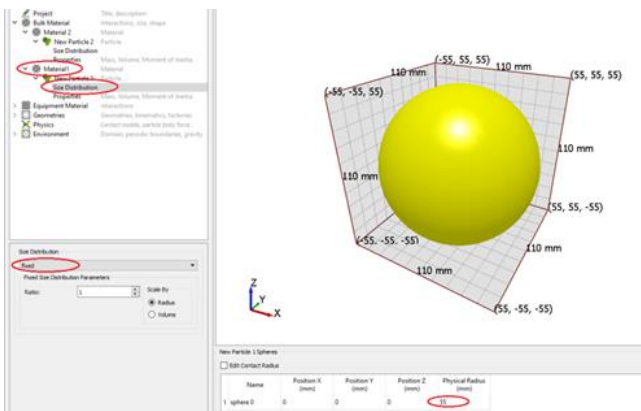 Project Title, description
Bulk Material Interactions, size, shape
Material 2 Material
New Particle 2 Particle
Size Distribution
Properties Mass, Volume, Moment of Inertia
Material1 Material
New Particle 1 Particle
Size Distribution
Properties Mass, Volume, Moment of Inertia
Equipment Material Interactions
Geometries Geometries, kinematics, factories
Physics Contact models, particle body force
Environment Domain, periodic boundaries, gravity
(-55, 55, 55)
110 mm
110 mm
(55, 55, 55)
(-55, -55, 55)
110 mm
110 mm
(55, 55, -55)
(-55, -55, -55)
110 mm
110 mm
(55, -55, -55)
Z
Y
X
Size Distribution
fixed
Fixed Size Distribution Parameters
Ratio: 1 Scale By
Radius
Volume
New Particle 1 Spheres
Edit Contact Radius
Name Position X (mm) Position Y (mm) Position Z (mm) Physical Radius (mm)
1 sphere 0 0 0 0 55